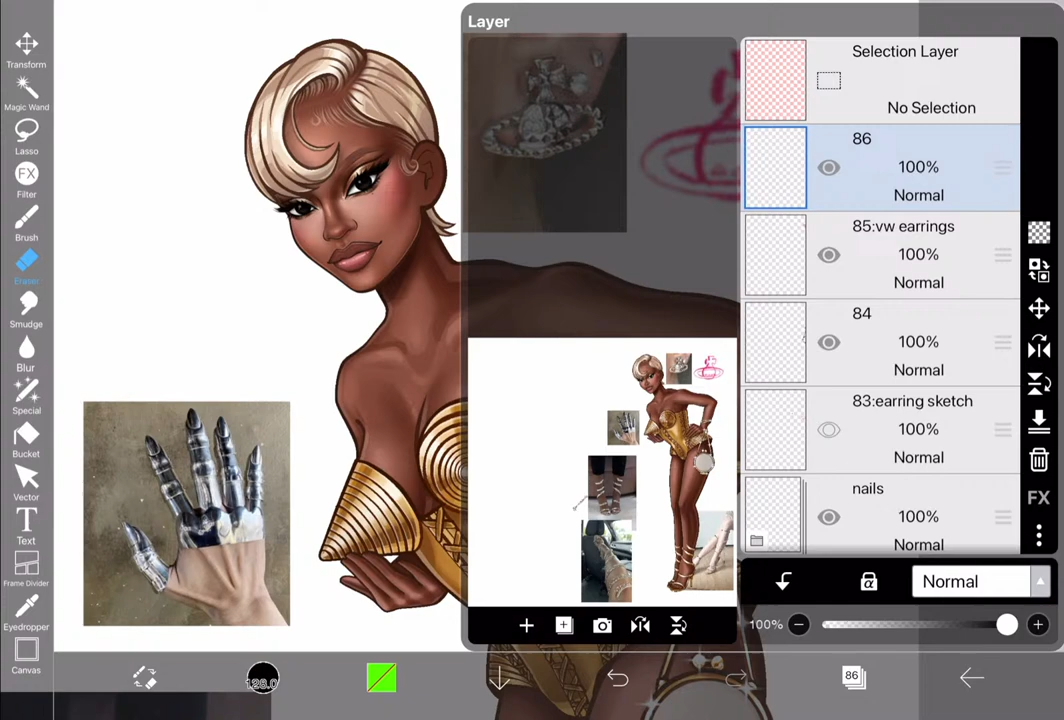 Layer
Transform
Magic Wand
Lasso
FX
Filter
Brush
Eraser
Smudge
Blur
Special
Bucket
Vector
T
Text
Frame Divider
Eyedropper
Canvas
Selection Layer
No Selection
86
100%
Normal
85:vw earrings
100%
Normal
84
100%
Normal
83:earring sketch
100%
Normal
nails
100%
Normal
FX
α
Normal
100%
128.0
86